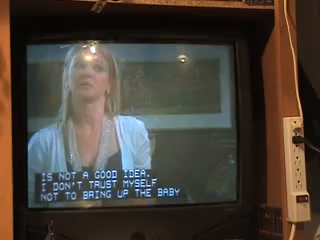 IS NOT A GOOD IDEA.
I DON'T TRUST MYSELF
NOT TO BRING UP THE BABY